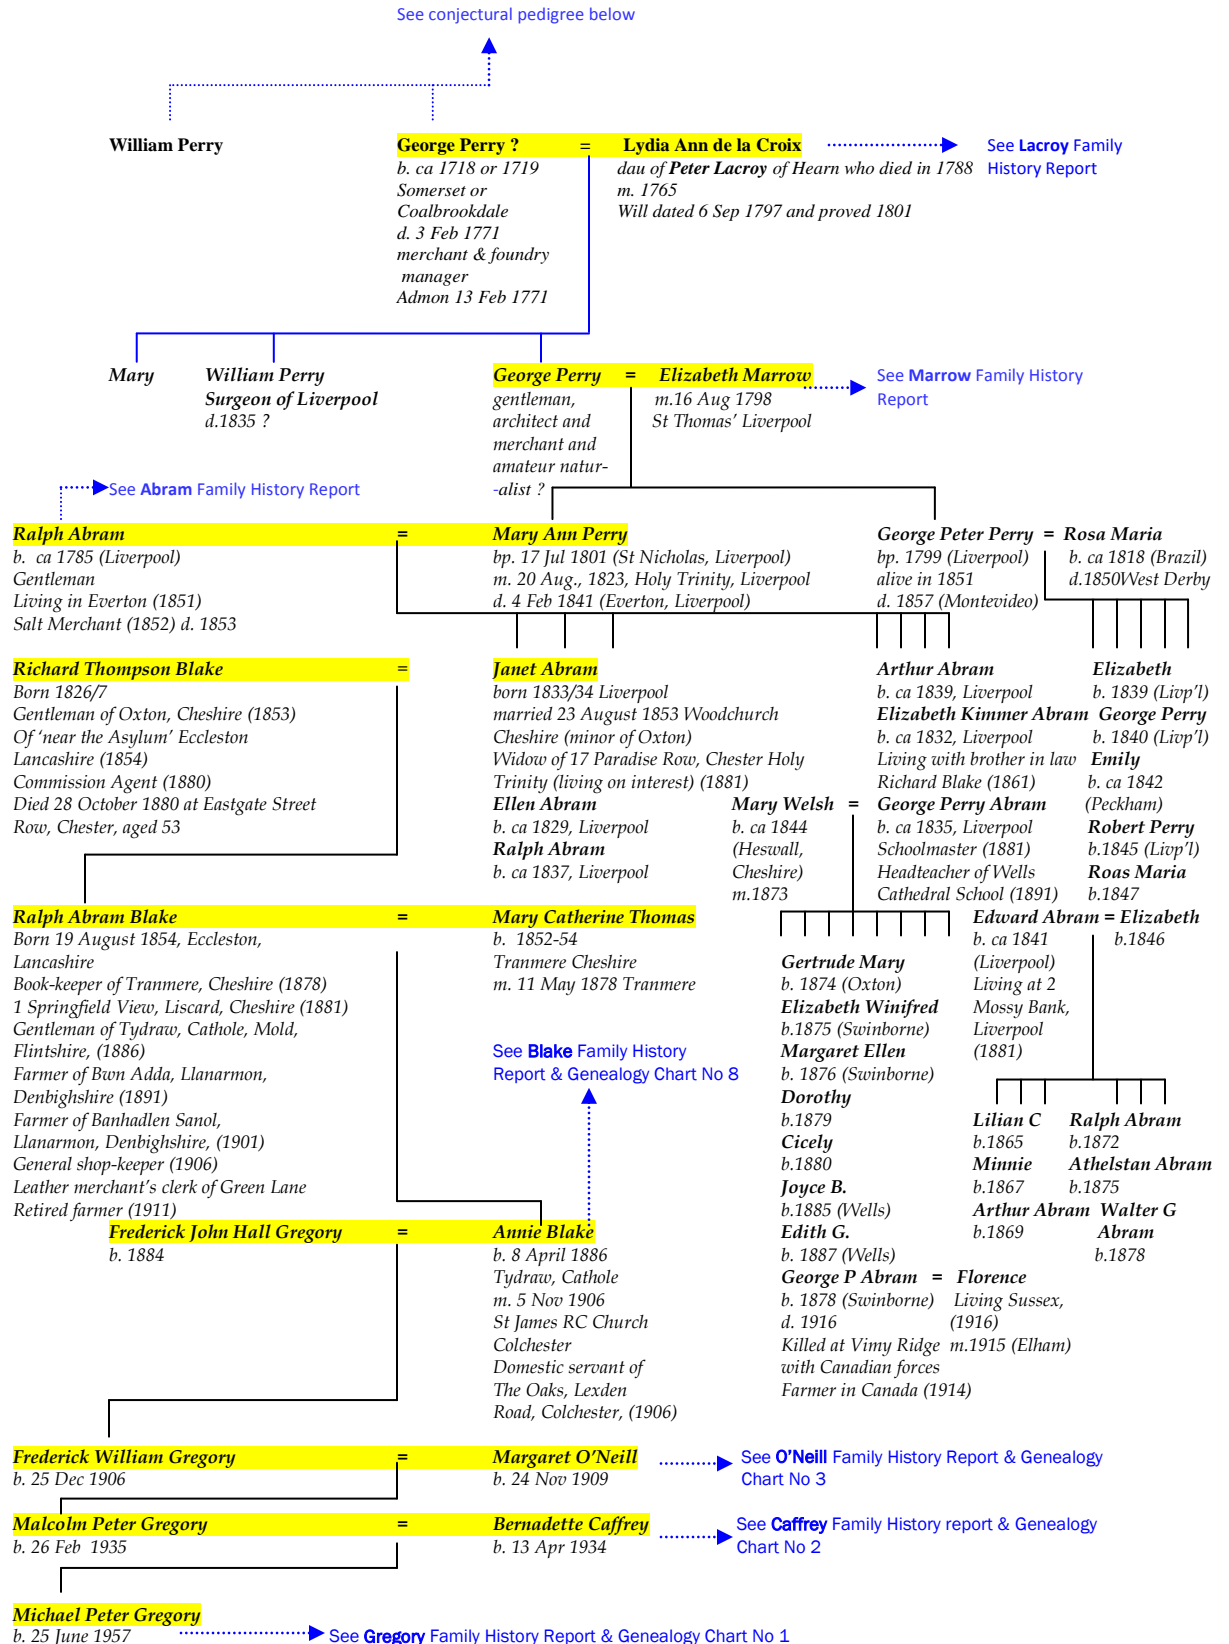 See conjectural pedigree below
William Perry
George Perry ?
=
Lydia Ann de la Croix
b. ca 1718 or 1719
Somerset or
Coalbrookdale
d. 3 Feb 1771
merchant & foundry
manager
Admon 13 Feb 1771
dau of Peter Lacroy of Hearn who died in 1788
m. 1765
Will dated 6 Sep 1797 and proved 1801
See Lacroy Family
History Report
Mary
William Perry
Surgeon of Liverpool
d.1835 ?
George Perry = Elizabeth Marrow
gentleman,
architect and
merchant and
amateur natur-
-alist ?
m.16 Aug 1798
St Thomas' Liverpool
See Marrow Family History
Report
See Abram Family History Report
Ralph Abram
=
Mary Ann Perry
b. ca 1785 (Liverpool)
Gentleman
Living in Everton (1851)
Salt Merchant (1852) d. 1853
bp. 17 Jul 1801 (St Nicholas, Liverpool)
m. 20 Aug., 1823, Holy Trinity, Liverpool
d. 4 Feb 1841 (Everton, Liverpool)
George Peter Perry = Rosa Maria
bp. 1799 (Liverpool)
alive in 1851
d. 1857 (Montevideo)
b. ca 1818 (Brazil)
d.1850West Derby
Richard Thompson Blake
=
Janet Abram
Born 1826/7
Gentleman of Oxton, Cheshire (1853)
Of ‘near the Asylum’ Eccleston
Lancashire (1854)
Commission Agent (1880)
Died 28 October 1880 at Eastgate Street
Row, Chester, aged 53
born 1833/34 Liverpool
married 23 August 1853 Woodchurch
Cheshire (minor of Oxton)
Widow of 17 Paradise Row, Chester Holy
Trinity (living on interest) (1881)
Ellen Abram
b. ca 1829, Liverpool
Ralph Abram
b. ca 1837, Liverpool
Mary Welsh =
b. ca 1844
(Heswall,
Cheshire)
m.1873
Arthur Abram
b. ca 1839, Liverpool
Elizabeth Kimmer Abram
b. ca 1832, Liverpool
Living with brother in law
Richard Blake (1861)
George Perry Abram
b. ca 1835, Liverpool
Schoolmaster (1881)
Headteacher of Wells
Cathedral School (1891)
Elizabeth
b. 1839 (Livp'l)
George Perry
b. 1840 (Livp'l)
Emily
b. ca 1842
(Peckham)
Robert Perry
b.1845 (Livp'l)
Roas Maria
b.1847
Ralph Abram Blake
=
Mary Catherine Thomas
Born 19 August 1854, Eccleston,
Lancashire
Book-keeper of Tranmere, Cheshire (1878)
1 Springfield View, Liscard, Cheshire (1881)
Gentleman of Tydraw, Cathole, Mold,
Flintshire, (1886)
Farmer of Bwn Adda, Llanarmon,
Denbighshire (1891)
Farmer of Banhadlen Sanol,
Llanarmon, Denbighshire, (1901)
General shop-keeper (1906)
Leather merchant's clerk of Green Lane
Retired farmer (1911)
b. 1852-54
Tranmere Cheshire
m. 11 May 1878 Tranmere
See Blake Family History
Report & Genealogy Chart No 8
Gertrude Mary
b. 1874 (Oxton)
Elizabeth Winifred
b.1875 (Swinborne)
Margaret Ellen
b. 1876 (Swinborne)
Dorothy
b.1879
Cicely
b.1880
Joyce B.
b.1885 (Wells)
Edith G.
b. 1887 (Wells)
George P Abram = Florence
b. 1878 (Swinborne)
d. 1916
Killed at Vimy Ridge
with Canadian forces
Farmer in Canada (1914)
Living Sussex,
(1916)
m.1915 (Elham)
Edward Abram = Elizabeth
b. ca 1841
(Liverpool)
Living at 2
Mossy Bank,
Liverpool
(1881)
b.1846
Lilian C
b.1865
Minnie
b.1867
Arthur Abram
b.1869
Ralph Abram
b.1872
Athelstan Abram
b.1875
Walter G
Abram
b.1878
Frederick John Hall Gregory
=
Annie Blake
b. 1884
b. 8 April 1886
Tydraw, Cathole
m. 5 Nov 1906
St James RC Church
Colchester
Domestic servant of
The Oaks, Lexden
Road, Colchester, (1906)
Frederick William Gregory
=
Margaret O'Neill
b. 25 Dec 1906
b. 24 Nov 1909
See O'Neill Family History Report & Genealogy
Chart No 3
Malcolm Peter Gregory
=
Bernadette Caffrey
b. 26 Feb 1935
b. 13 Apr 1934
See Caffrey Family History report & Genealogy
Chart No 2
Michael Peter Gregory
b. 25 June 1957
See Gregory Family History Report & Genealogy Chart No 1